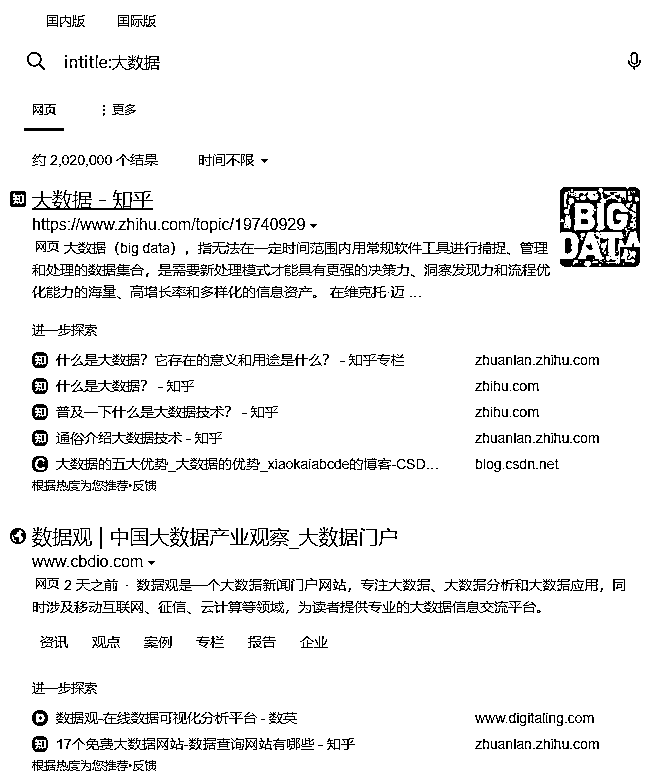 国内版 国际版
intitle:大数据
网页 更多
约 2,020,000 个结果 时间不限
大数据 - 知乎
https://www.zhihu.com/topic/19740929
BIG DATA
网页 大数据（big data），指无法在一定时间范围内用常规软件工具进行捕捉、管理
和处理的数据集合，是需要新处理模式才能具有更强的决策力、洞察发现力和流程优
化能力的海量、高增长率和多样化的信息资产。 在维克托·迈 ...
进一步探索
知 什么是大数据？它存在的意义和用途是什么？ - 知乎专栏 zhuanlan.zhihu.com
知 什么是大数据？ - 知乎 zhihu.com
知 普及一下什么是大数据技术？ - 知乎 zhihu.com
知 通俗介绍大数据技术 - 知乎 zhuanlan.zhihu.com
C 大数据的五大优势_大数据的优势_xiaokaiabcde的博客-CSD... blog.csdn.net
根据热度为您推荐•反馈
数据观 | 中国大数据产业观察_大数据门户
www.cbdio.com
网页 2 天之前 · 数据观是一个大数据新闻门户网站，专注大数据、大数据分析和大数据应用，同
时涉及移动互联网、征信、云计算等领域，为读者提供专业的大数据信息交流平台。
资讯 观点 案例 专栏 报告 企业
进一步探索
D 数据观-在线数据可视化分析平台 - 数英 www.digitaling.com
知 17个免费大数据网站-数据查询网站有哪些 - 知乎 zhuanlan.zhihu.com
根据热度为您推荐•反馈